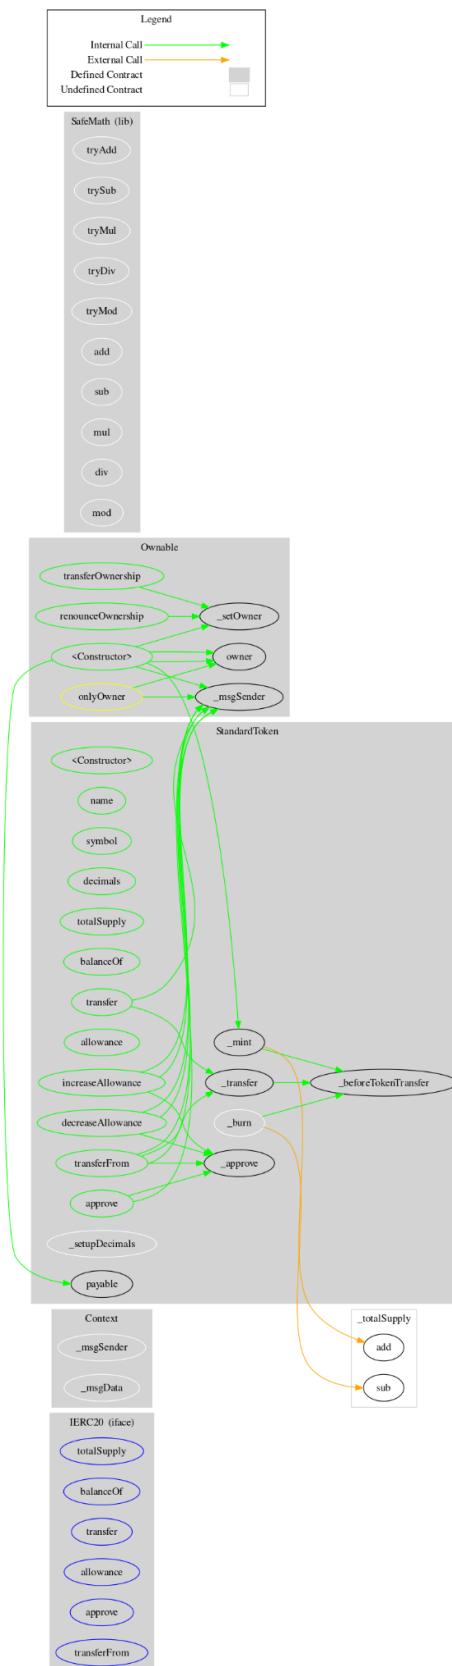 Legend
Internal Call
External Call
Defined Contract
Undefined Contract
SafeMath (lib)
tryAdd
trySub
tryMul
tryDiv
tryMod
add
sub
mul
div
mod
Ownable
transferOwnership
renounceOwnership
_setOwner
<Constructor>
owner
onlyOwner
_msgSender
StandardToken
<Constructor>
name
symbol
decimals
totalSupply
balanceOf
transfer
allowance
_mint
increaseAllowance
_transfer
_beforeTokenTransfer
decreaseAllowance
_burn
transferFrom
_approve
approve
_setupDecimals
payable
Context
_msgSender
_msgData
_totalSupply
add
sub
IERC20 (iface)
totalSupply
balanceOf
transfer
allowance
approve
transferFrom